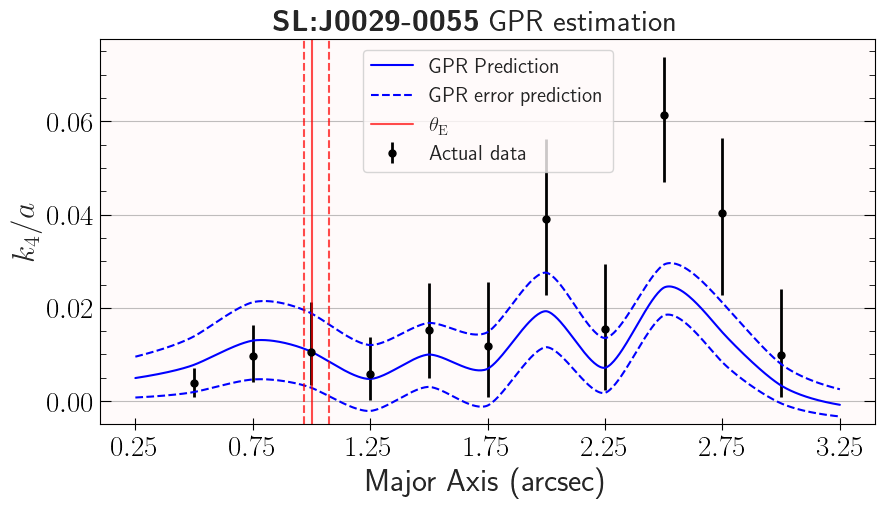 SL:J0029-0055 GPR estimation
GPR Prediction
GPR error prediction
θ_E
Actual data
k₄/a
0.06
0.04
0.02
0.00
0.25 0.75 1.25 1.75 2.25 2.75 3.25
Major Axis (arcsec)